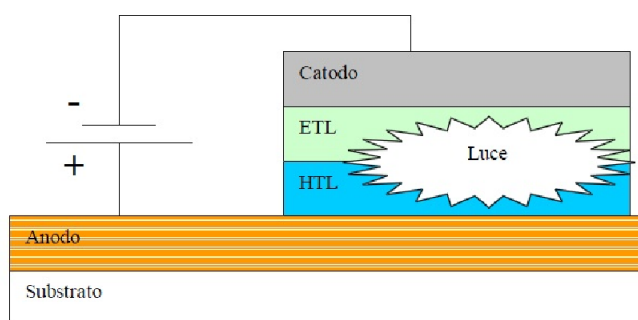 Catodo
-
ETL
Luce
+
HTL
Anodo
Substrato